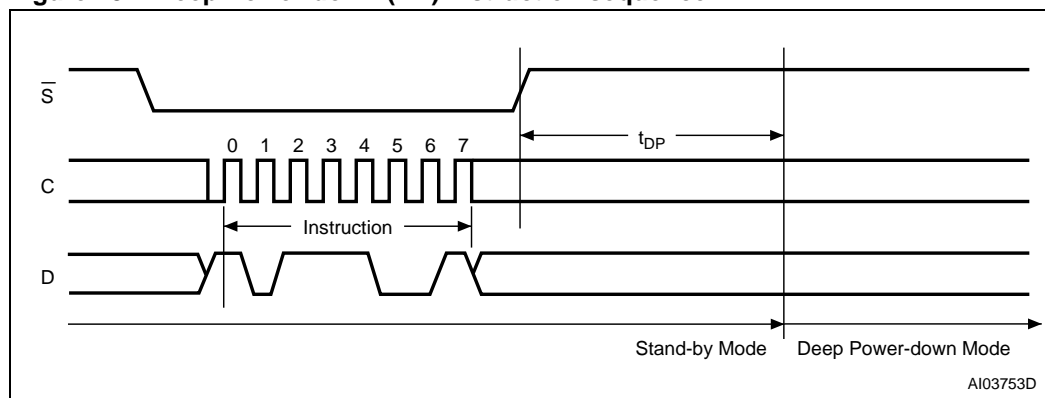 S
tDP
0 1 2 3 4 5 6 7
C
Instruction
D
Stand-by Mode Deep Power-down Mode
AI03753D